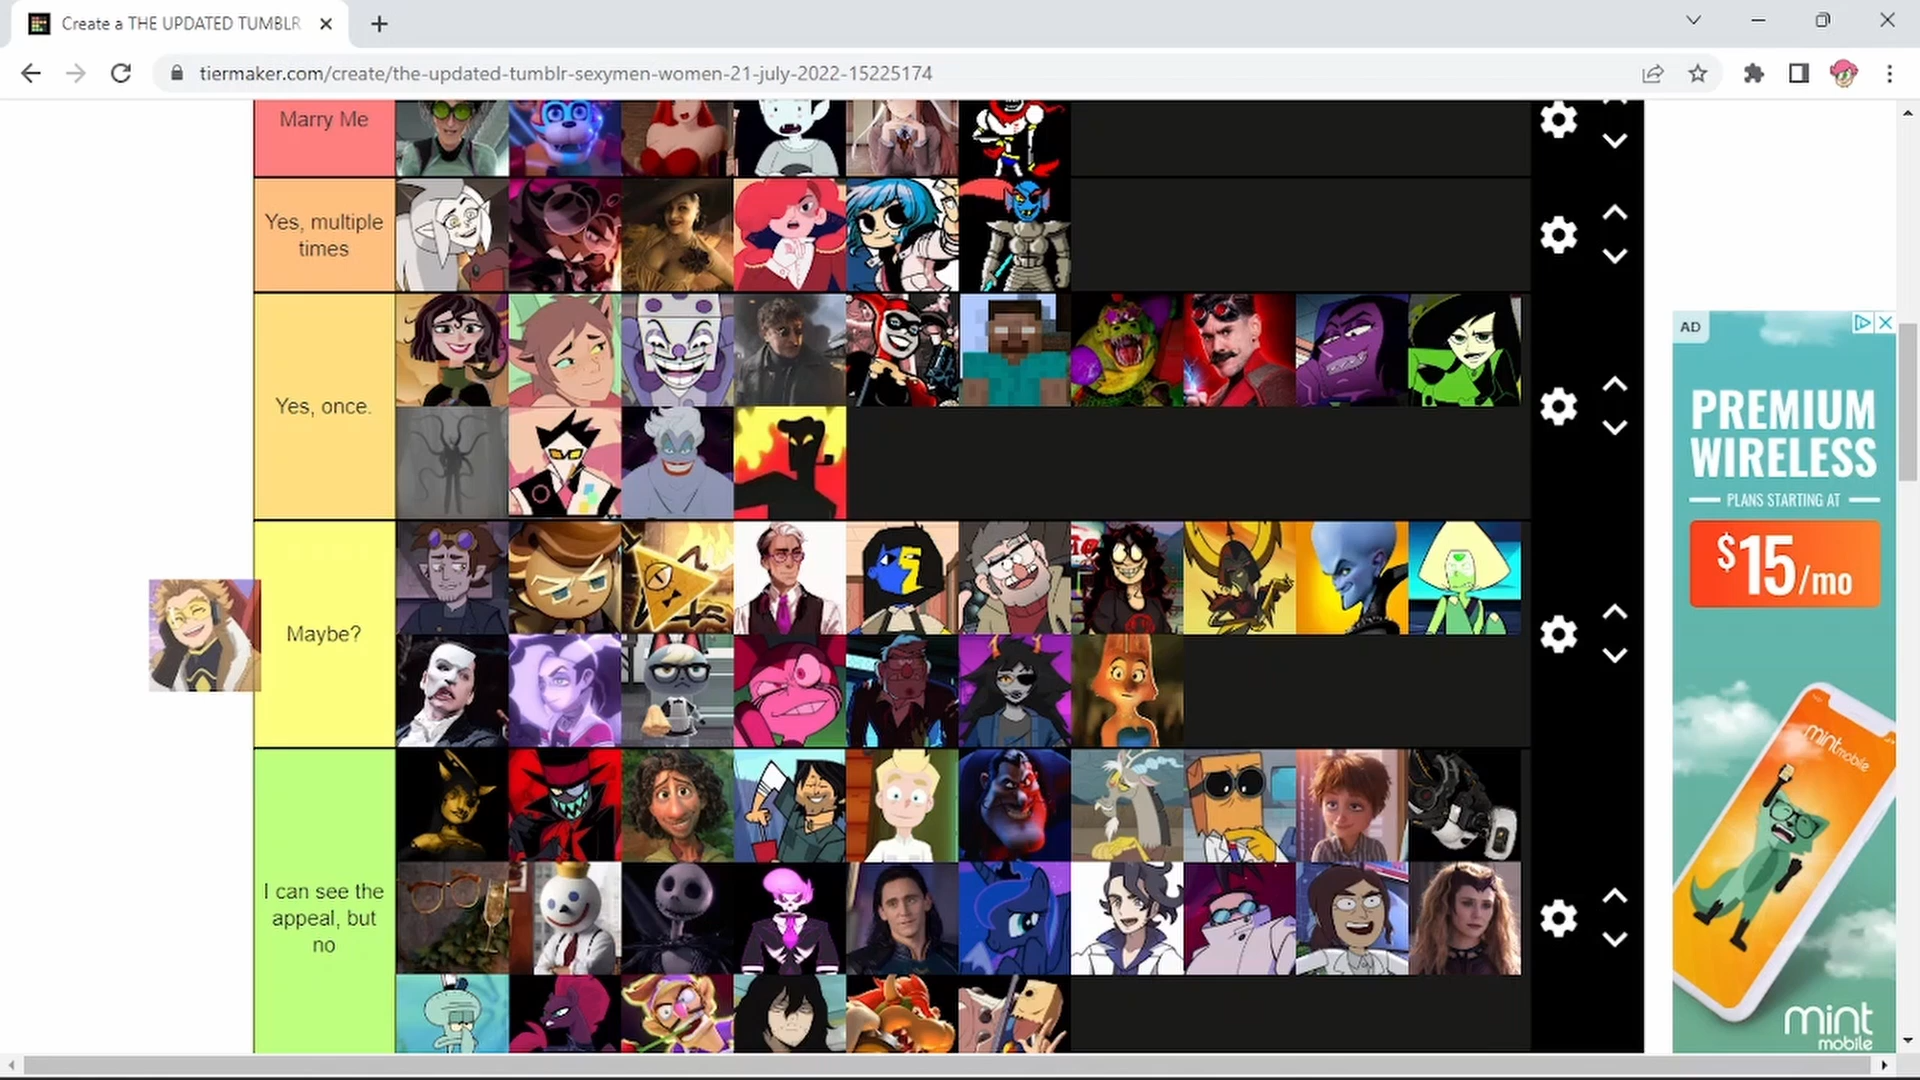 Create a THE UPDATED TUMBLR
tiermaker.com/create/the-updated-tumblr-sexymen-women-21-july-2022-15225174
Marry Me
Yes, multiple
times
Yes, once.
Maybe?
I can see the
appeal, but
no
AD
PREMIUM
WIRELESS
PLANS STARTING AT
$15/mo
mint mobile
mint
mobile